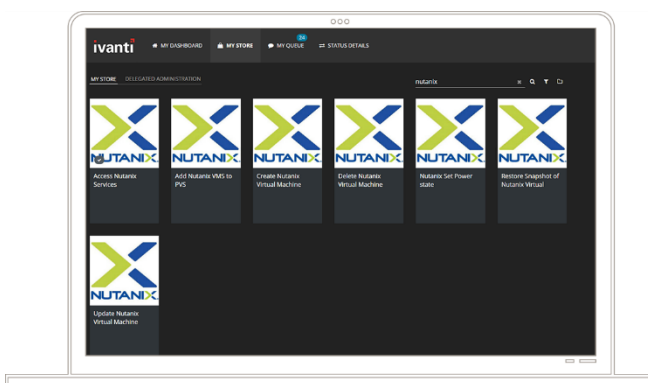 ivanti MY DASHBOARD MY STORE MY QUEUE 24 STATUS DETAILS
MY STORE DELEGATED ADMINISTRATION nutanix ×
NUTANIX. NUTANIX. NUTANIX. NUTANIX. NUTANIX. NUTANIX.
Access Nutanix
Services
Add Nutanix VMS to
PVS
Create Nutanix
Virtual Machine
Delete Nutanix
Virtual Machine
Nutanix Set Power
state
Restore Snapshot of
Nutanix Virtual
NUTANIX.
Update Nutanix
Virtual Machine